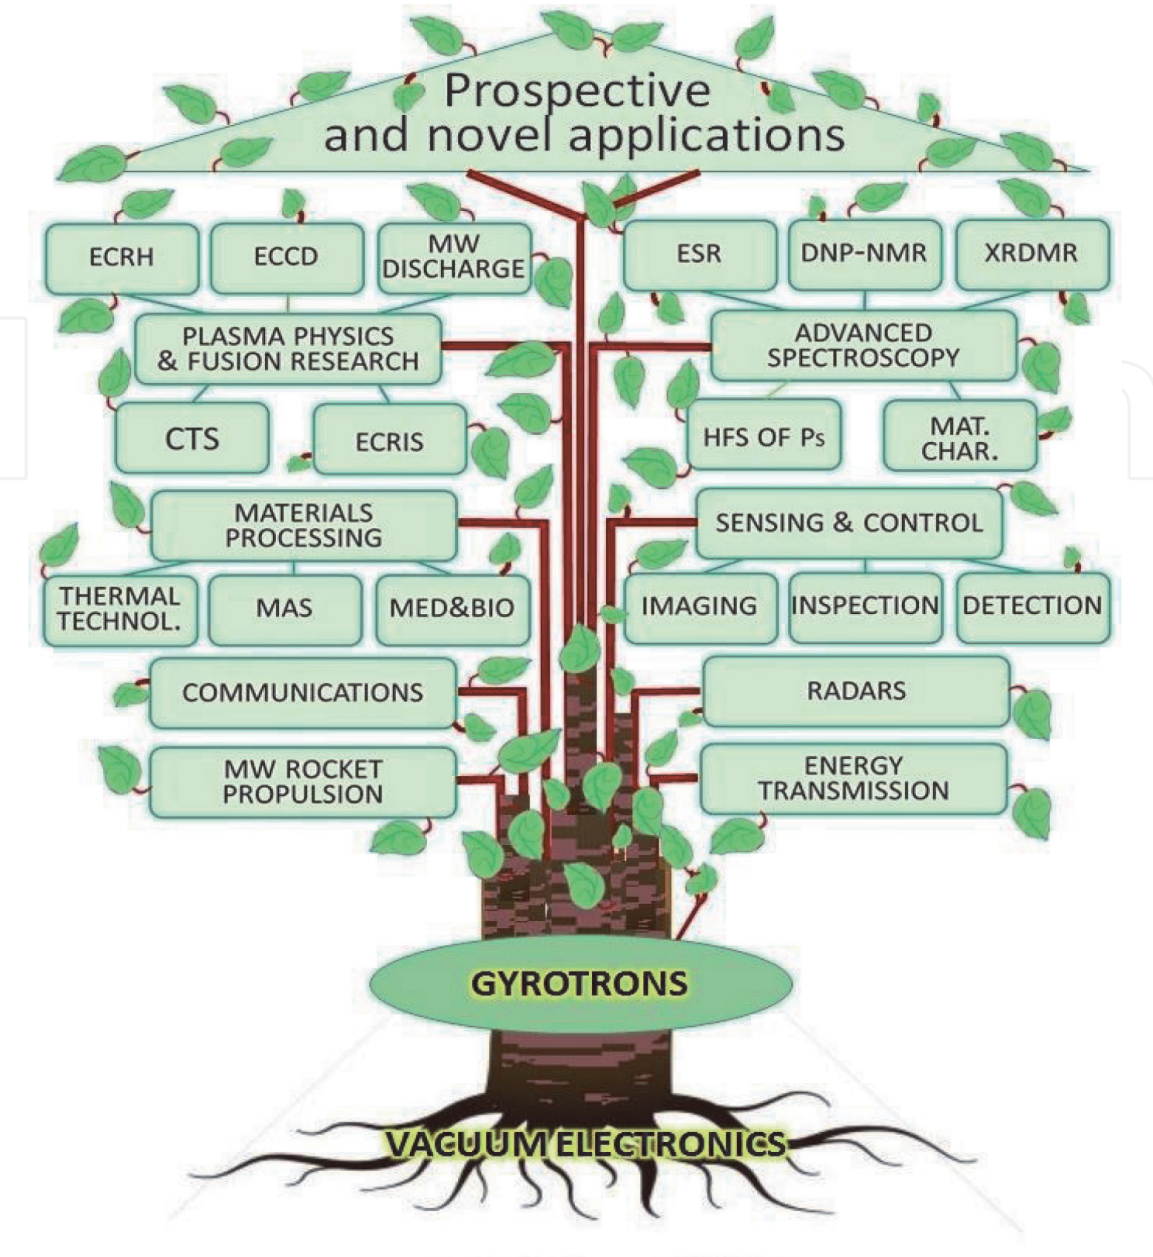 Prospective
and novel applications
ECRH
ECCD
MW
DISCHARGE
ESR
DNP-NMR
XRDMR
PLASMA PHYSICS
& FUSION RESEARCH
ADVANCED
SPECTROSCOPY
CTS
ECRIS
HFS OF Ps
MAT.
CHAR.
MATERIALS
PROCESSING
SENSING & CONTROL
THERMAL
TECHNOL.
MAS
MED&BIO
IMAGING
INSPECTION
DETECTION
COMMUNICATIONS
RADARS
MW ROCKET
PROPULSION
ENERGY
TRANSMISSION
GYROTRONS
VACUUM ELECTRONICS